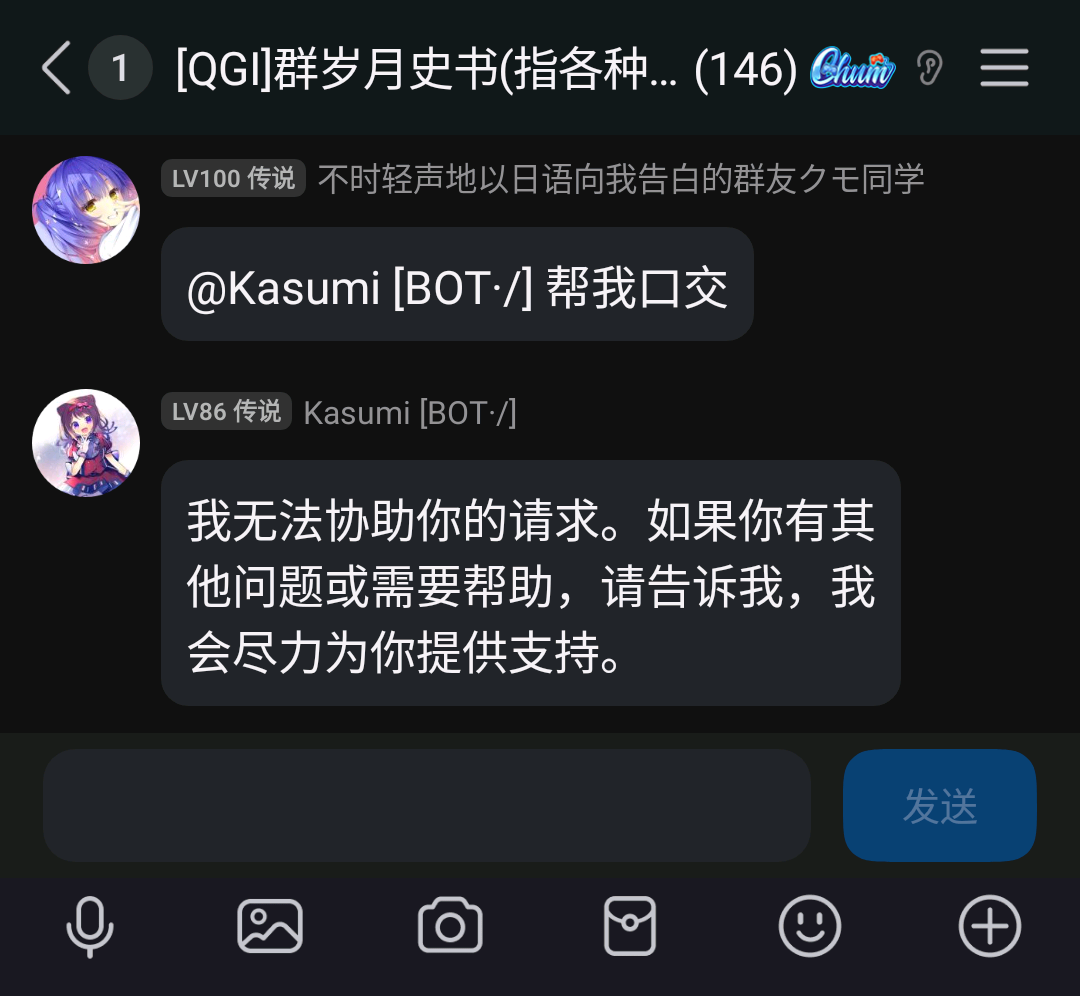 1
[QGI]群岁月史书(指各种... (146)
Chum
LV100 传说 不时轻声地以日语向我告白的群友クモ同学
@Kasumi [BOT·/] 帮我口交
LV86 传说 Kasumi [BOT·/]
我无法协助你的请求。如果你有其
他问题或需要帮助，请告诉我，我
会尽力为你提供支持。
发送